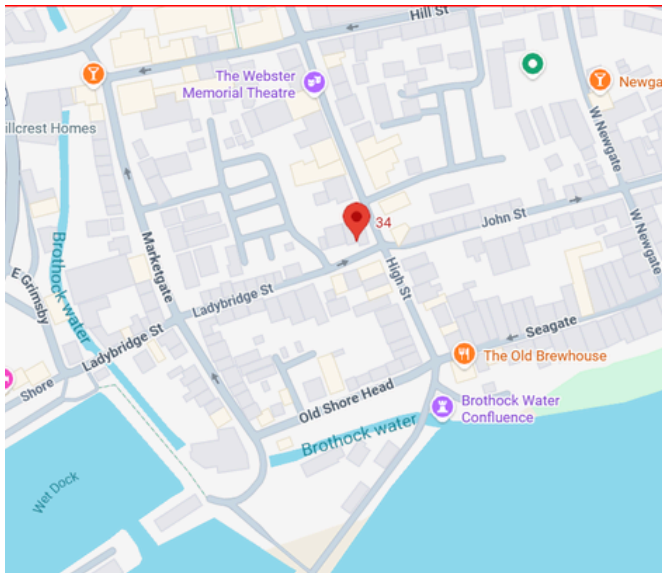 Hill St
The Webster
Memorial Theatre
Newga
illcrest Homes
W Newgate
34
John St
W Newgate
Brothock water
E Grimsby
Marketgate
High St
Ladybridge St
Ladybridge St
Seagate
The Old Brewhouse
Shore
Old Shore Head
Brothock Water
Confluence
Brothock water
Wet Dock